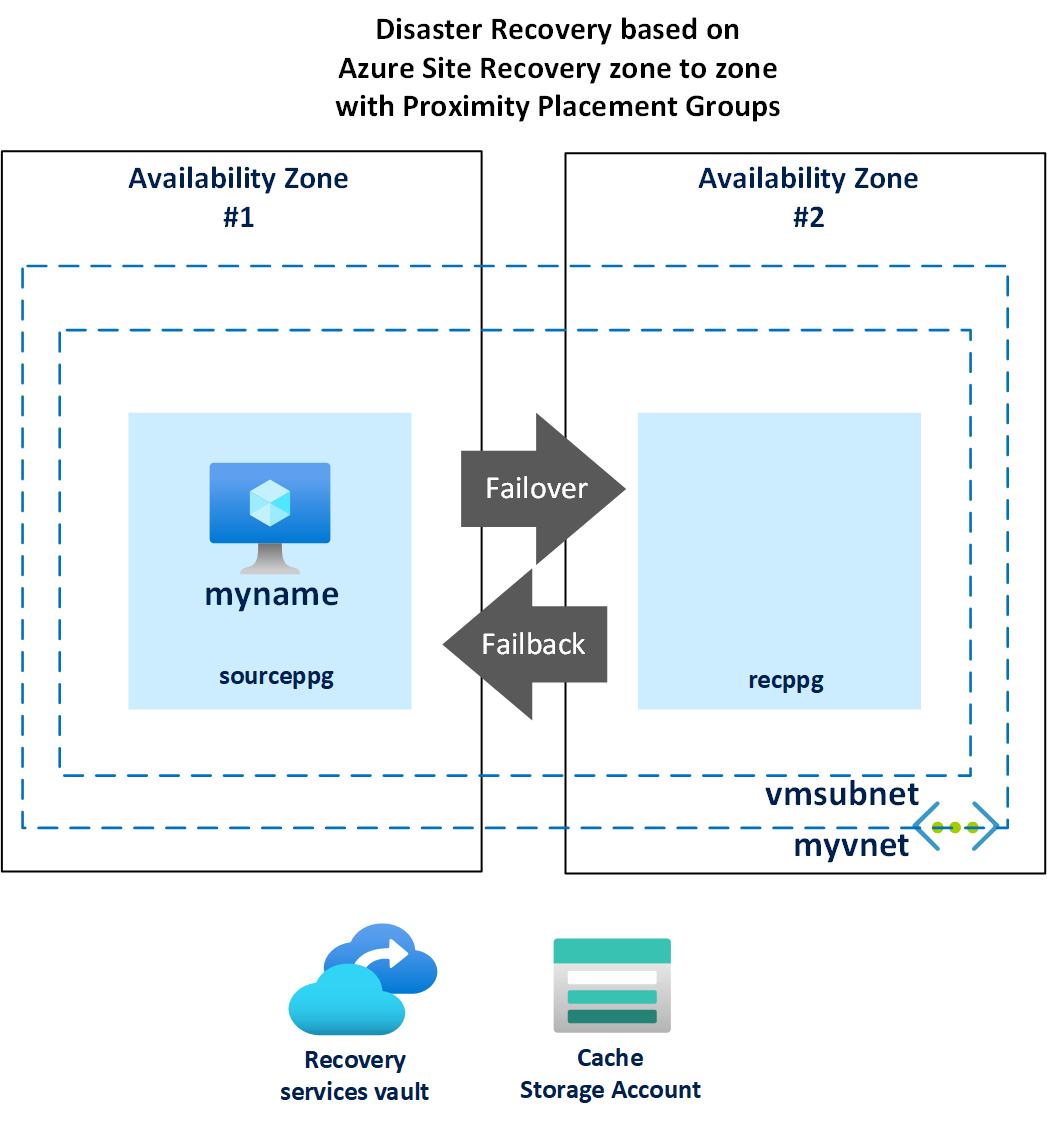 Disaster Recovery based on
Azure Site Recovery zone to zone
with Proximity Placement Groups
Availability Zone
#1
Availability Zone
#2
Failover
myname
Failback
sourceppg
recppg
vmsubnet
myvnet
Recovery
services vault
Cache
Storage Account